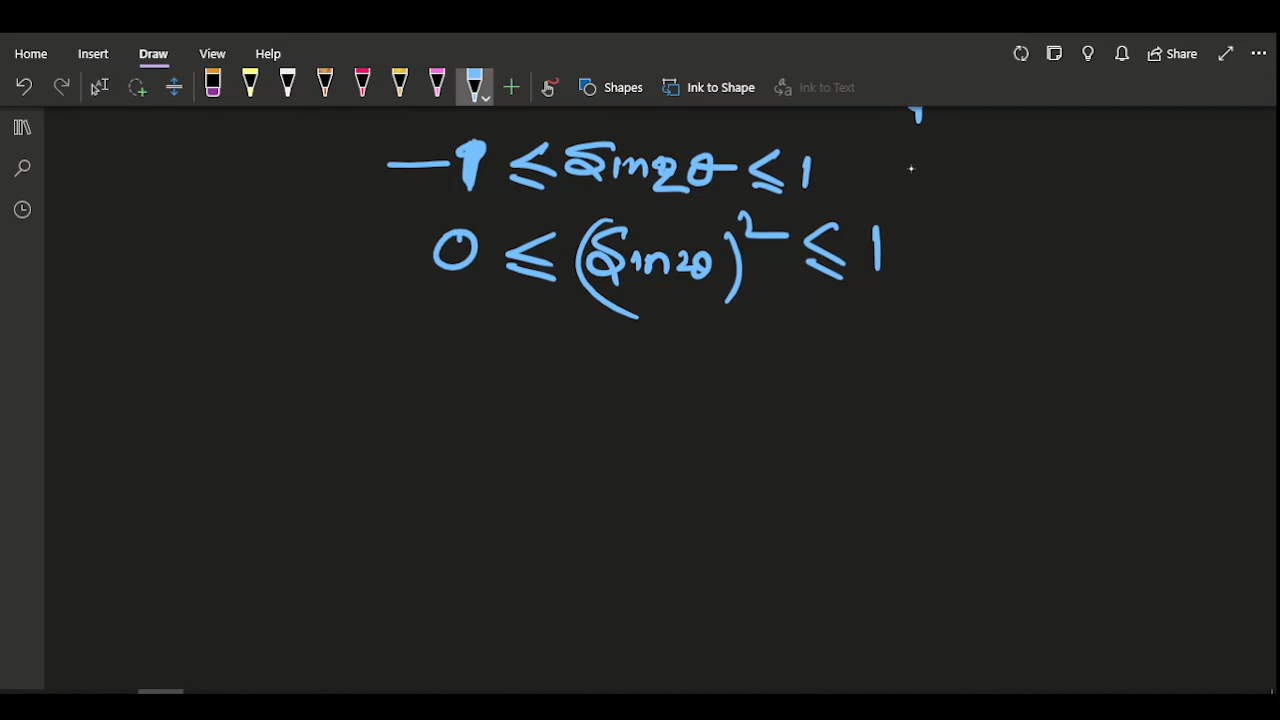 Home Insert Draw View Help Share
Shapes Ink to Shape Ink to Text
— 1 ≤ Sin2θ ≤ 1
0 ≤ (Sin2θ)² ≤ 1